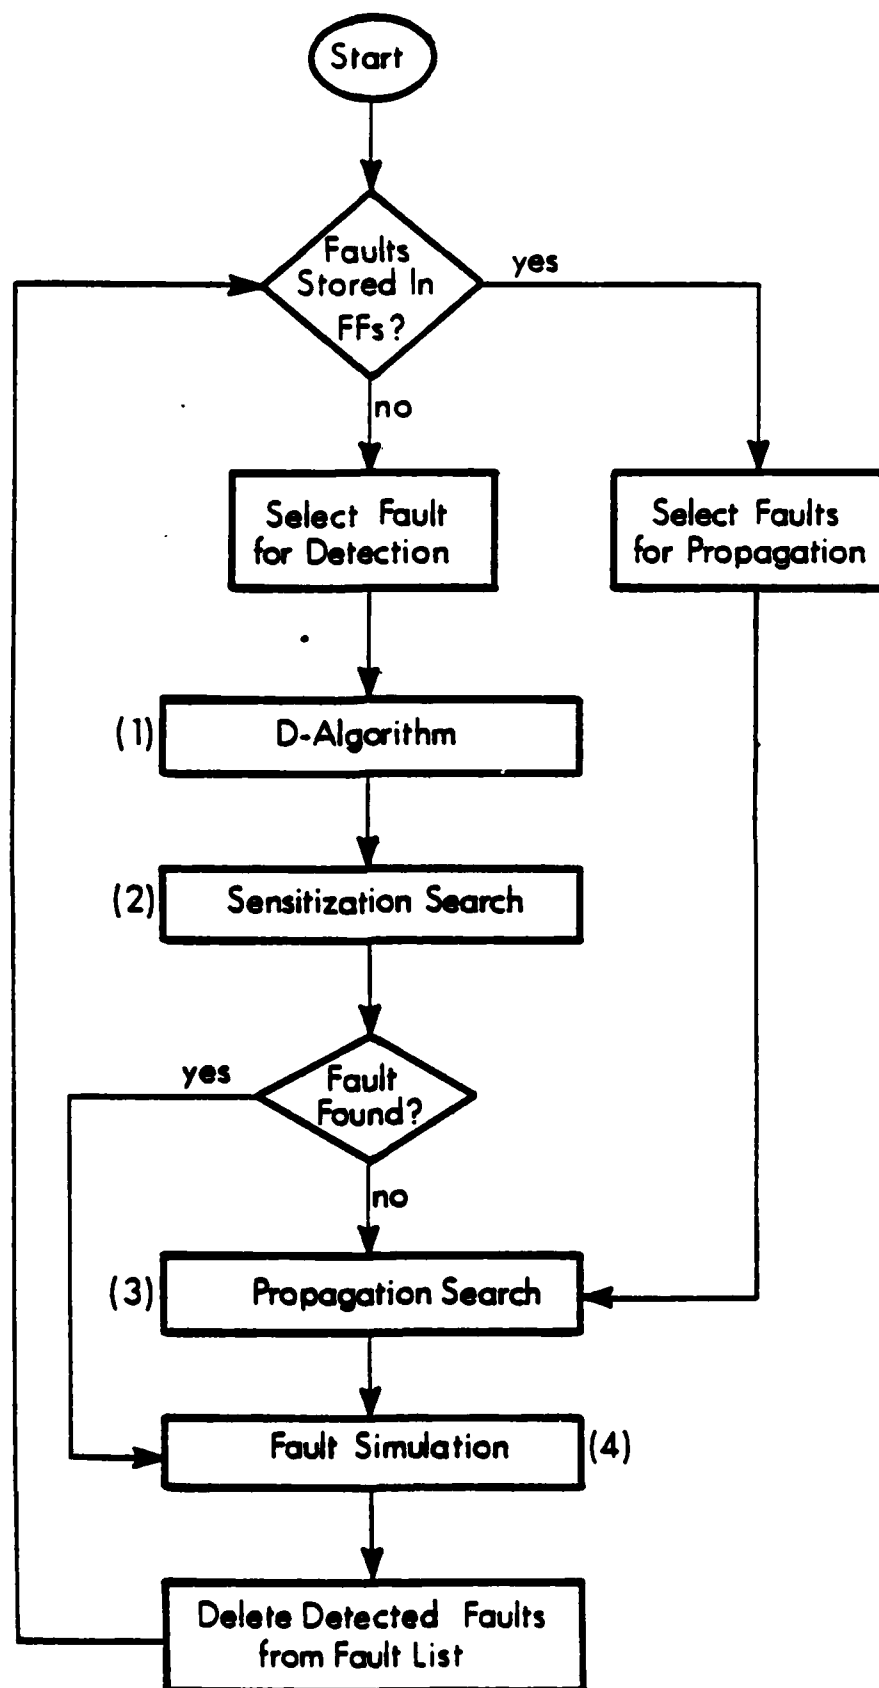 Start
Faults
Stored In
FFs?
yes
no
Select Fault
for Detection
Select Faults
for Propagation
(1)
D-Algorithm
(2)
Sensitization Search
yes
Fault
Found?
no
(3)
Propagation Search
Fault Simulation
(4)
Delete Detected Faults
from Fault List